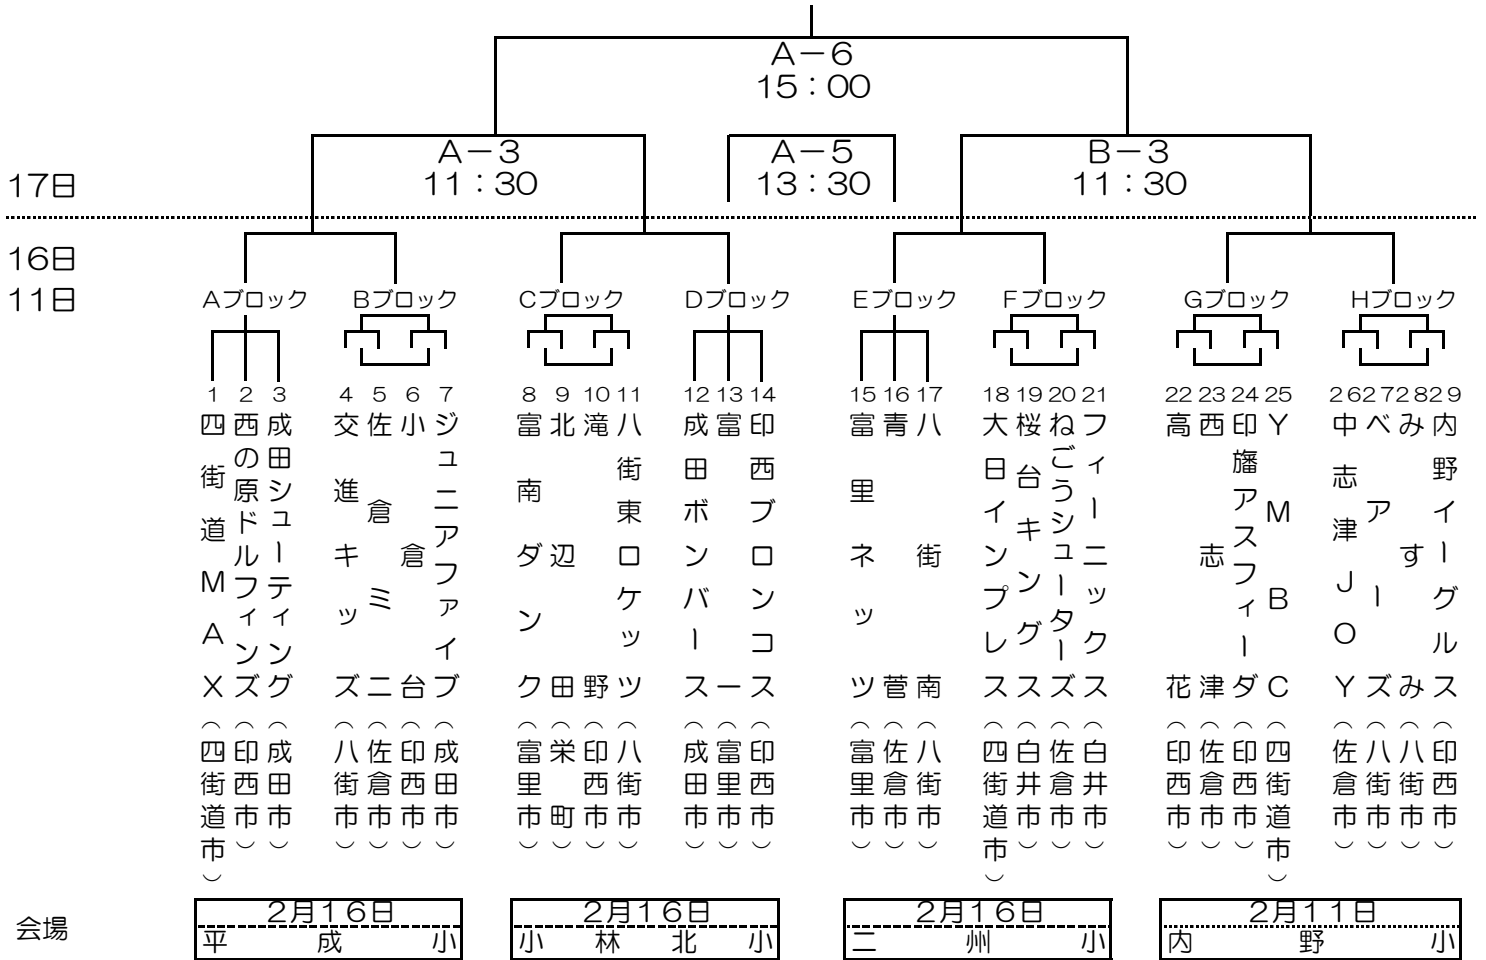 A－6
15：00
A－3
11：30
A－5
13：30
B－3
11：30
17日
16日
11日
Aブロック
Bブロック
Cブロック
Dブロック
Eブロック
Fブロック
Gブロック
Hブロック
1 四街道MAX（四街道市）
2 西の原ドルフィンズ（印西市）
3 成田シューティング（成田市）
4 交進キッズ（八街市）
5 佐倉ミニ（佐倉市）
6 小倉台（印西市）
7 ジュニアファイブ（成田市）
8 富南ダンク（富里市）
9 北辺田（栄町）
10 滝野（印西市）
11 八街東ロケッツ（八街市）
12 成田ボンバース（成田市）
13 富一（富里市）
14 印西ブロンコス（印西市）
15 富里ネッツ（富里市）
16 青菅（佐倉市）
17 八街南（八街市）
18 大日インプレス（四街道市）
19 桜台キングス（白井市）
20 ねごうシューターズ（佐倉市）
21 フィーニックス（白井市）
22 高花（印西市）
23 西志津（佐倉市）
24 印旛アスフィーダ（印西市）
25 YMBC（四街道市）
26 中志津JOY（佐倉市）
27 ベアーズ（八街市）
28 みすみ（八街市）
29 内野イーグルス（印西市）
会場
2月16日
平成小
2月16日
小林北小
2月16日
二州小
2月11日
内野小